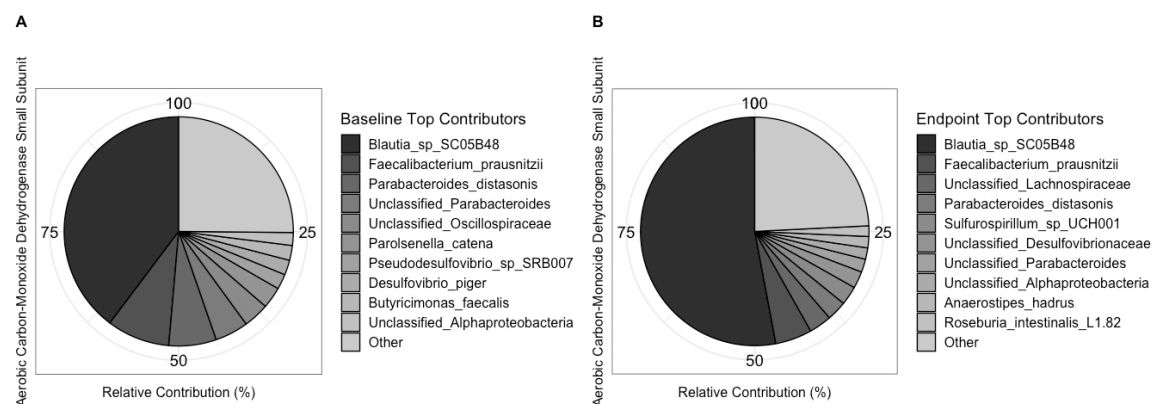 A
Aerobic Carbon-Monoxide Dehydrogenase Small Subunit
100
75
25
50
Relative Contribution (%)
Baseline Top Contributors
Blautia_sp_SC05B48
Faecalibacterium_prausnitzii
Parabacteroides_distasonis
Unclassified_Parabacteroides
Unclassified_Oscillospiraceae
Parolsenella_catena
Pseudodesulfovibrio_sp_SRB007
Desulfovibrio_piger
Butyricimonas_faecalis
Unclassified_Alphaproteobacteria
Other
B
Aerobic Carbon-Monoxide Dehydrogenase Small Subunit
100
75
25
50
Relative Contribution (%)
Endpoint Top Contributors
Blautia_sp_SC05B48
Faecalibacterium_prausnitzii
Unclassified_Lachnospiraceae
Parabacteroides_distasonis
Sulfurospirillum_sp_UCH001
Unclassified_Desulfovibrionaceae
Unclassified_Parabacteroides
Unclassified_Alphaproteobacteria
Anaerostipes_hadrus
Roseburia_intestinalis_L1.82
Other